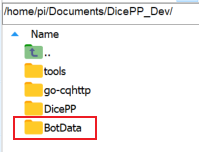 /home/pi/Documents/DicePP_Dev/
Name
..
tools
go-cqhttp
DicePP
BotData